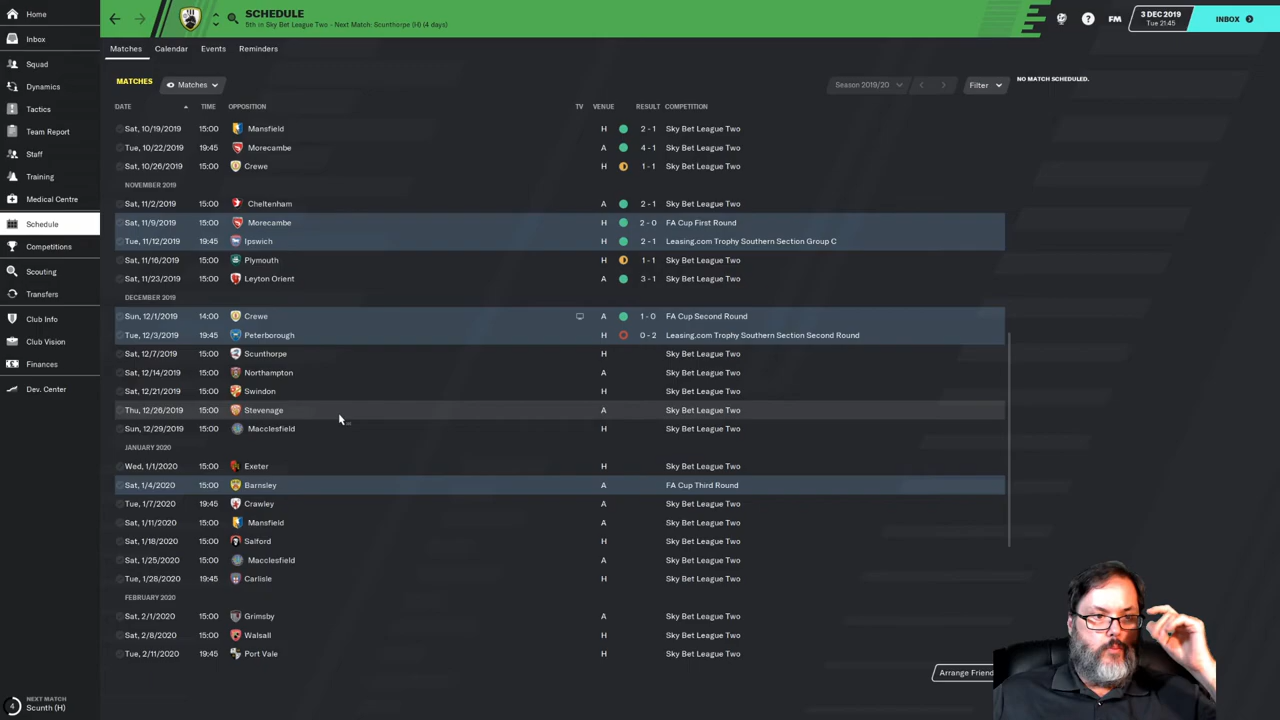 Home
Inbox
Squad
Dynamics
Tactics
Team Report
Staff
Training
Medical Centre
Schedule
Competitions
Scouting
Transfers
Club Info
Club Vision
Finances
Dev. Center
NEXT MATCH
4 Scunth (H)
SCHEDULE
5th in Sky Bet League Two - Next Match: Scunthorpe (H) (4 days)
? FM 3 DEC 2019
Tue 21:45
INBOX
Matches Calendar Events Reminders
MATCHES Matches Season 2019/20 Filter
NO MATCH SCHEDULED.
DATE TIME OPPOSITION TV VENUE RESULT COMPETITION
Sat, 10/19/2019 15:00 Mansfield H 2 - 1 Sky Bet League Two
Tue, 10/22/2019 19:45 Morecambe A 4 - 1 Sky Bet League Two
Sat, 10/26/2019 15:00 Crewe H 1 - 1 Sky Bet League Two
NOVEMBER 2019
Sat, 11/2/2019 15:00 Cheltenham A 2 - 1 Sky Bet League Two
Sat, 11/9/2019 15:00 Morecambe H 2 - 0 FA Cup First Round
Tue, 11/12/2019 19:45 Ipswich H 2 - 1 Leasing.com Trophy Southern Section Group C
Sat, 11/16/2019 15:00 Plymouth H 1 - 1 Sky Bet League Two
Sat, 11/23/2019 15:00 Leyton Orient A 3 - 1 Sky Bet League Two
DECEMBER 2019
Sun, 12/1/2019 14:00 Crewe A 1 - 0 FA Cup Second Round
Tue, 12/3/2019 19:45 Peterborough H 0 - 2 Leasing.com Trophy Southern Section Second Round
Sat, 12/7/2019 15:00 Scunthorpe H Sky Bet League Two
Sat, 12/14/2019 15:00 Northampton A Sky Bet League Two
Sat, 12/21/2019 15:00 Swindon H Sky Bet League Two
Thu, 12/26/2019 15:00 Stevenage A Sky Bet League Two
Sun, 12/29/2019 15:00 Macclesfield H Sky Bet League Two
JANUARY 2020
Wed, 1/1/2020 15:00 Exeter H Sky Bet League Two
Sat, 1/4/2020 15:00 Barnsley A FA Cup Third Round
Tue, 1/7/2020 19:45 Crawley A Sky Bet League Two
Sat, 1/11/2020 15:00 Mansfield A Sky Bet League Two
Sat, 1/18/2020 15:00 Salford H Sky Bet League Two
Sat, 1/25/2020 15:00 Macclesfield A Sky Bet League Two
Tue, 1/28/2020 19:45 Carlisle H Sky Bet League Two
FEBRUARY 2020
Sat, 2/1/2020 15:00 Grimsby A Sky Bet League Two
Sat, 2/8/2020 15:00 Walsall H Sky Bet League Two
Tue, 2/11/2020 19:45 Port Vale H Sky Bet League Two
Arrange Friend